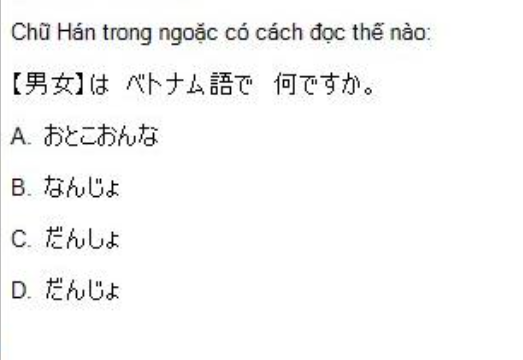 Chữ Hán trong ngoặc có cách đọc thế nào:
【男女】は ベトナム語で 何ですか。
A. おとこおんな
B. なんじょ
C. だんしょ
D. だんじょ